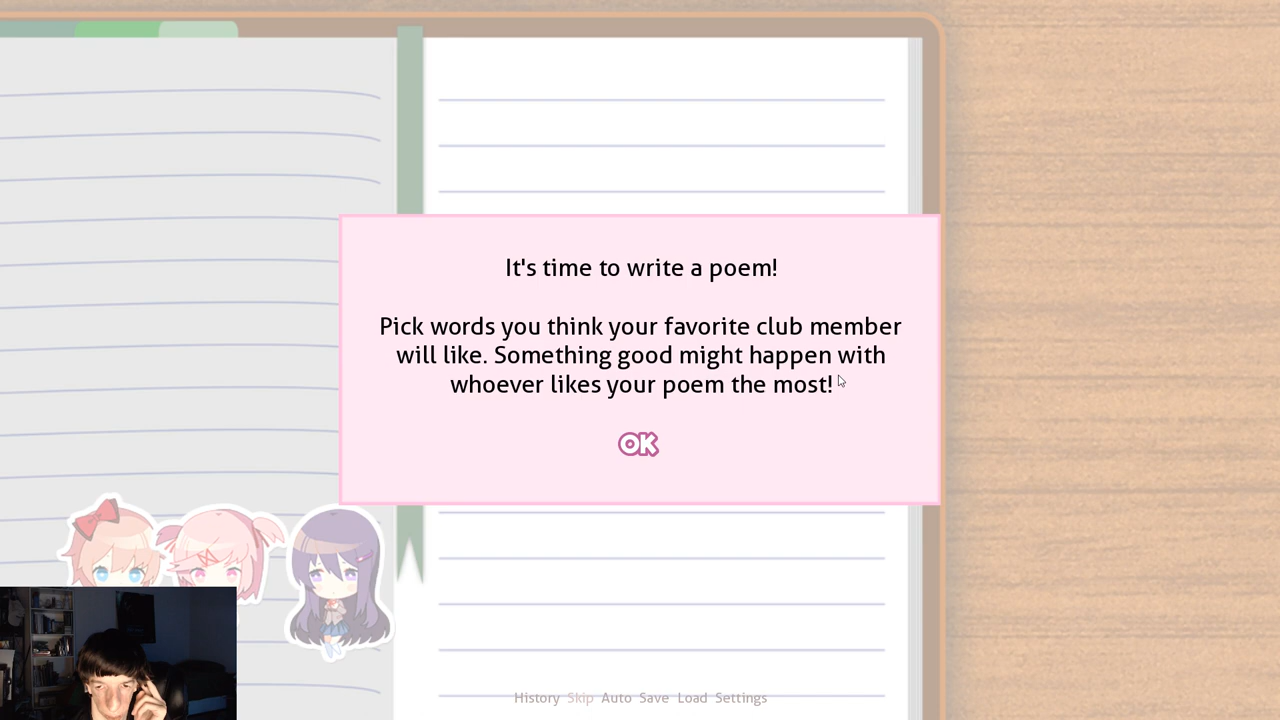 It's time to write a poem!
Pick words you think your favorite club member
will like. Something good might happen with
whoever likes your poem the most!
OK
History Skip Auto Save Load Settings